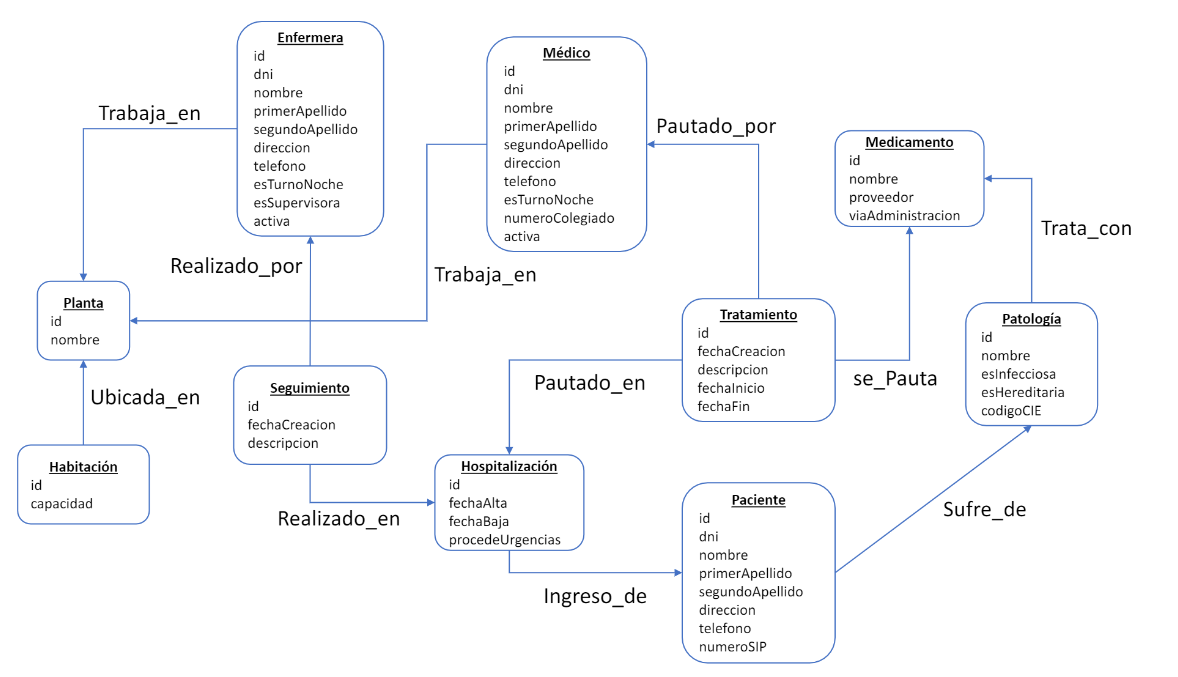 Enfermera
id
dni
nombre
primerApellido
segundoApellido
direccion
telefono
esTurnoNoche
esSupervisora
activa
Médico
id
dni
nombre
primerApellido
segundoApellido
direccion
telefono
esTurnoNoche
numeroColegiado
activa
Trabaja_en
Pautado_por
Medicamento
id
nombre
proveedor
viaAdministracion
Trata_con
Realizado_por
Trabaja_en
Planta
id
nombre
Tratamiento
id
fechaCreacion
descripcion
fechaInicio
fechaFin
Patología
id
nombre
esInfecciosa
esHereditaria
codigoCIE
Ubicada_en
Seguimiento
id
fechaCreacion
descripcion
Pautado_en
se_Pauta
Habitación
id
capacidad
Hospitalización
id
fechaAlta
fechaBaja
procedeUrgencias
Realizado_en
Paciente
id
dni
nombre
primerApellido
segundoApellido
direccion
telefono
numeroSIP
Sufre_de
Ingreso_de